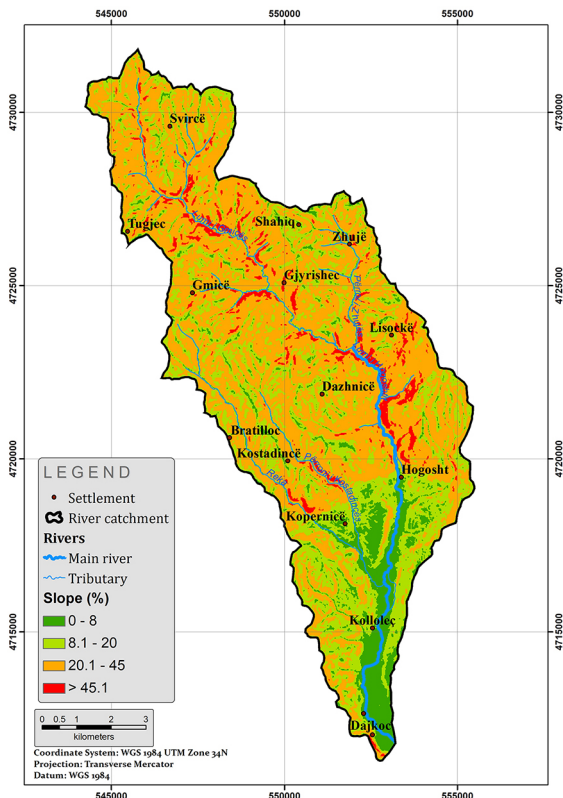 545000 550000 555000
4730000 4730000
Svircë
Tugjec
Shahiq
Zhujë
4725000 4725000
Gjyrishec
Gmicë
Lisockë
Dazhnicë
Bratilloc
4720000 4720000
Kostadincë
Hogosht
LEGEND
Settlement
River catchment
Rivers
Main river
Tributary
Slope (%)
0 - 8
8.1 - 20
20.1 - 45
> 45.1
Kopernicë
Kolloleç
4715000 4715000
Dajkoc
0 0.5 1 2 3
kilometers
Coordinate System: WGS 1984 UTM Zone 34N
Projection: Transverse Mercator
Datum: WGS 1984
545000 550000 555000